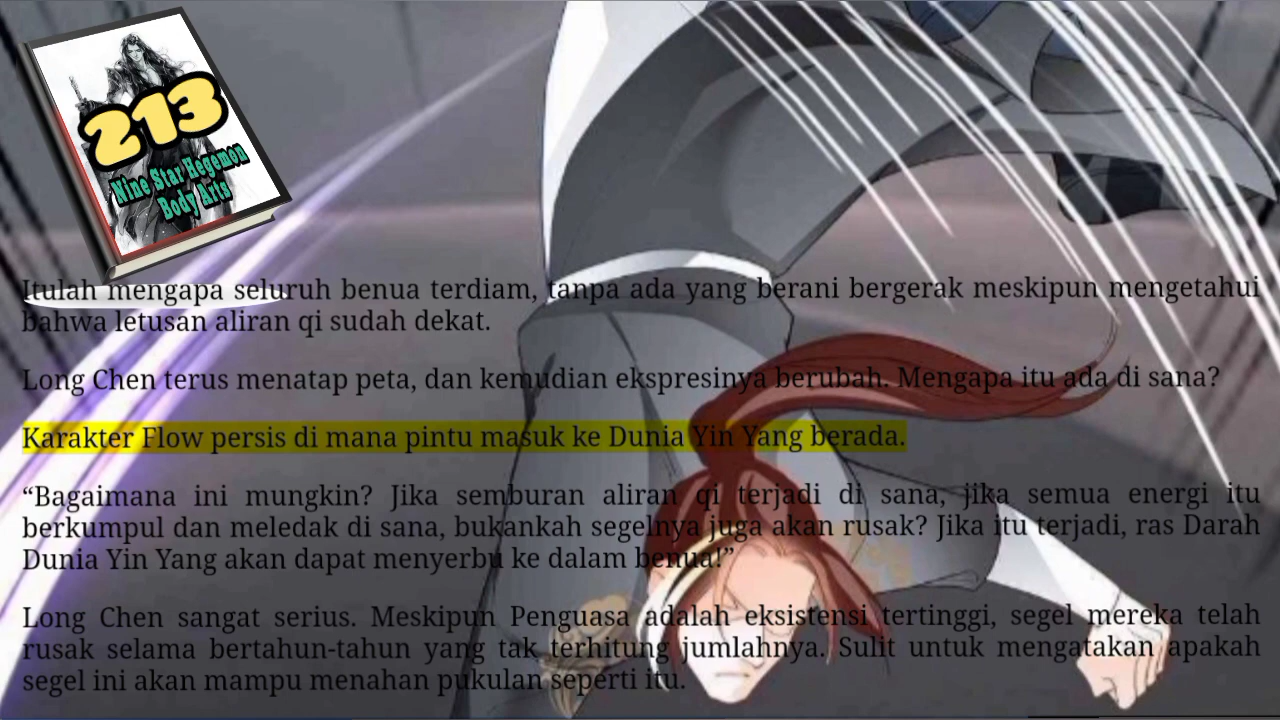 213
Nine Star Hegemon
Body Arts
Itulah mengapa seluruh benua terdiam, tanpa ada yang berani bergerak meskipun mengetahui
bahwa letusan aliran qi sudah dekat.
Long Chen terus menatap peta, dan kemudian ekspresinya berubah. Mengapa itu ada di sana?
Karakter Flow persis di mana pintu masuk ke Dunia Yin Yang berada.
“Bagaimana ini mungkin? Jika semburan aliran qi terjadi di sana, jika semua energi itu
berkumpul dan meledak di sana, bukankah segelnya juga akan rusak? Jika itu terjadi, ras Darah
Dunia Yin Yang akan dapat menyerbu ke dalam benua!”
Long Chen sangat serius. Meskipun Penguasa adalah eksistensi tertinggi, segel mereka telah
rusak selama bertahun-tahun yang tak terhitung jumlahnya. Sulit untuk mengatakan apakah
segel ini akan mampu menahan pukulan seperti itu.